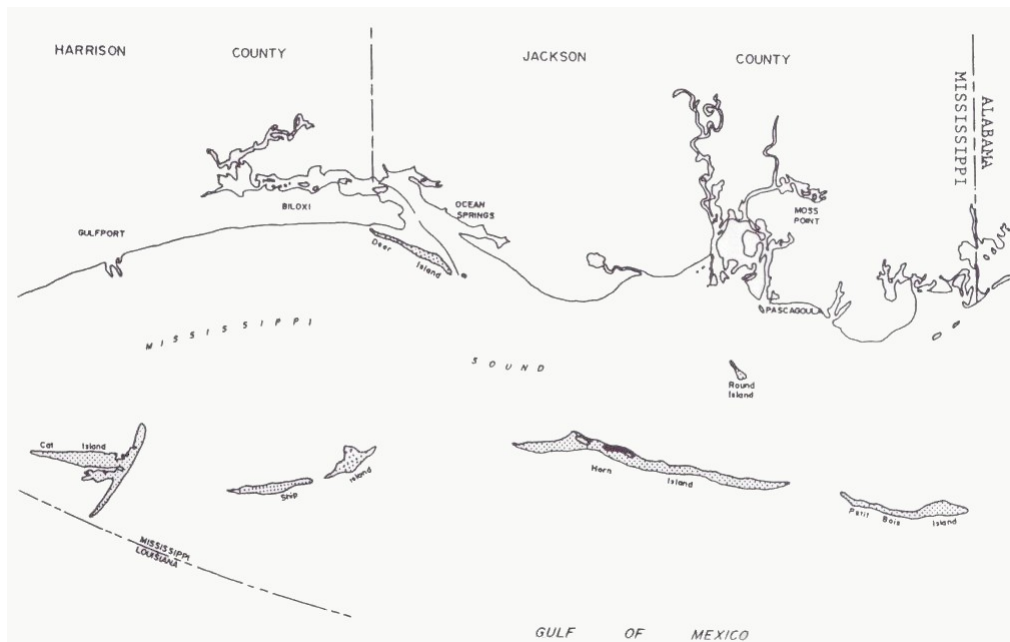 HARRISON COUNTY JACKSON COUNTY
MISSISSIPPI
ALABAMA
BILOXI
OCEAN
SPRINGS
MOSS
POINT
GULFPORT
Deer Island
PASCAGOULA
MISSISSIPPI
SOUND
Round
Island
Cat Island
Ship Island
Horn Island
Petit Bois Island
MISSISSIPPI
LOUISIANA
GULF OF MEXICO